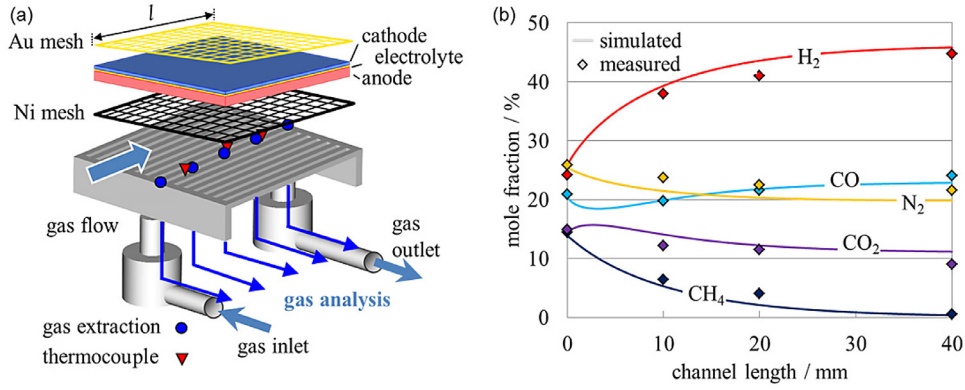 (a)
l
Au mesh
cathode
electrolyte
anode
Ni mesh
gas flow
gas
outlet
gas analysis
gas extraction
thermocouple
gas inlet
(b)
50
40
30
20
10
0
mole fraction / %
simulated
measured
H₂
CO
N₂
CO₂
CH₄
0 10 20 30 40
channel length / mm